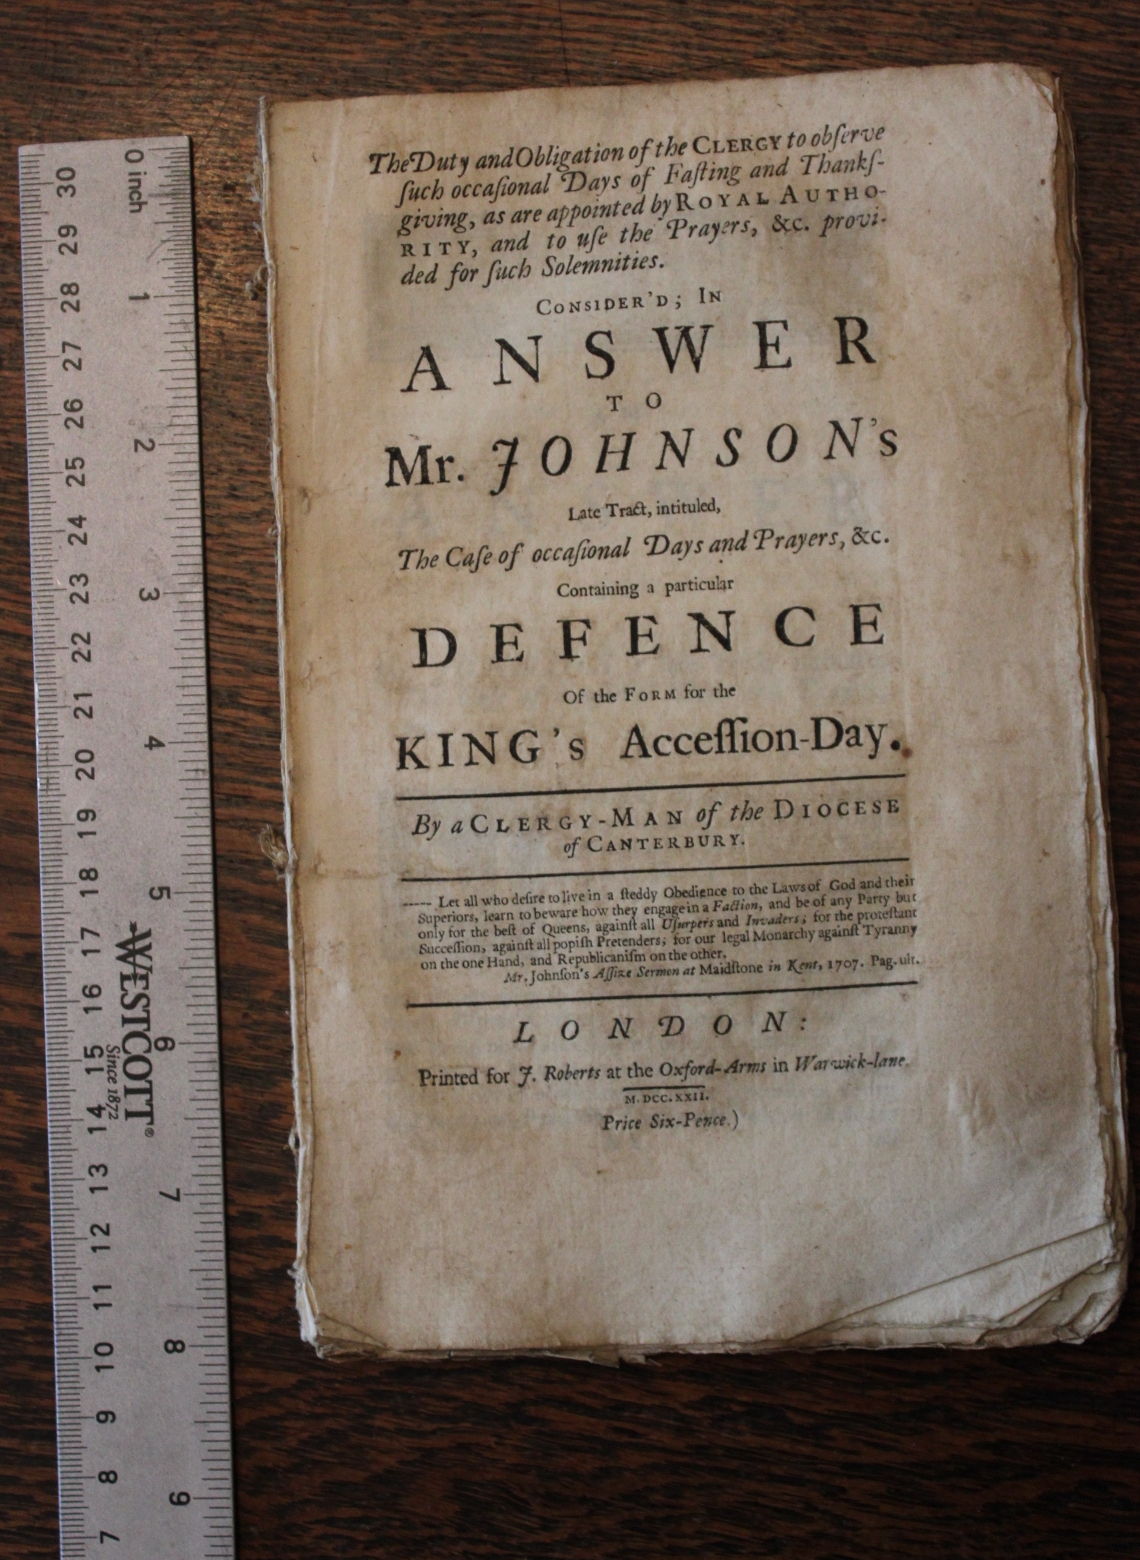 The Duty and Obligation of the CLERGY to obſerve
ſuch occaſional Days of Faſting and Thankſ-
giving, as are appointed by ROYAL AUTHO-
RITY, and to uſe the Prayers, &c. provi-
ded for ſuch Solemnities.
CONSIDER'D; IN
ANSWER
TO
Mr. JOHNSON's
Late Tract, intituled,
The Caſe of occaſional Days and Prayers, &c.
Containing a particular
DEFENCE
Of the FORM for the
KING's Acceſſion-Day.
By a CLERGY-MAN of the DIOCESE
of CANTERBURY.
----- Let all who deſire to live in a ſteddy Obedience to the Laws of God and their
Superiors, learn to beware how they engage in a Faction, and be of any Party but
only for the beſt of Queens, againſt all Uſurpers and Invaders; for the proteſtant
Succeſſion, againſt all popiſh Pretenders; for our legal Monarchy againſt Tyranny
on the one Hand, and Republicaniſm on the other.
Mr. Johnſon's Aſſize Sermon at Maidſtone in Kent, 1707. Pag. ult.
LONDON:
Printed for J. Roberts at the Oxford-Arms in Warwick-lane.
M.DCC.XXII.
Price Six-Pence.)
0 inch
1
2
3
4
5
6
7
8
9
WESTCOTT®
Since 1872
30
29
28
27
26
25
24
23
22
21
20
19
18
17
16
15
14
13
12
11
10
9
8
7